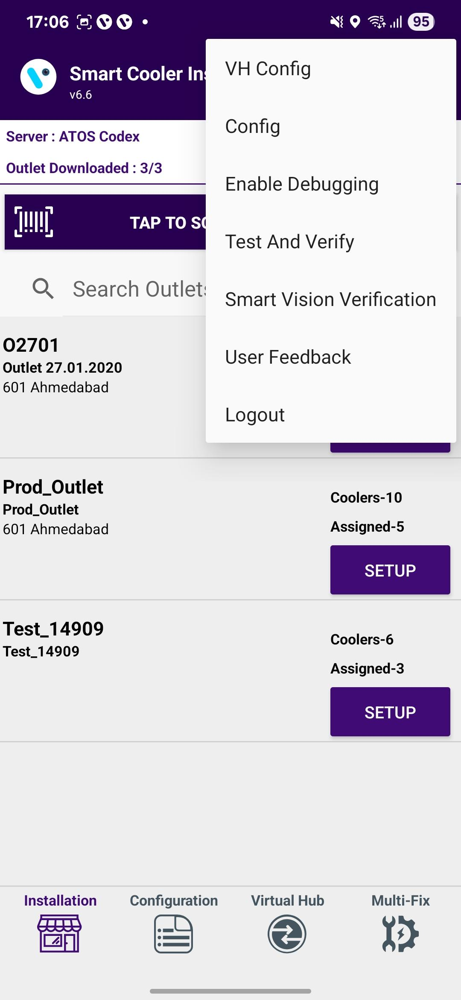 17:06
95
Smart Cooler Ins
v6.6
Server : ATOS Codex
Outlet Downloaded : 3/3
TAP TO SC
Search Outlets
VH Config
Config
Enable Debugging
Test And Verify
Smart Vision Verification
User Feedback
Logout
O2701
Outlet 27.01.2020
601 Ahmedabad
Prod_Outlet
Prod_Outlet
601 Ahmedabad
Coolers-10
Assigned-5
SETUP
Test_14909
Test_14909
Coolers-6
Assigned-3
SETUP
Installation
Configuration
Virtual Hub
Multi-Fix